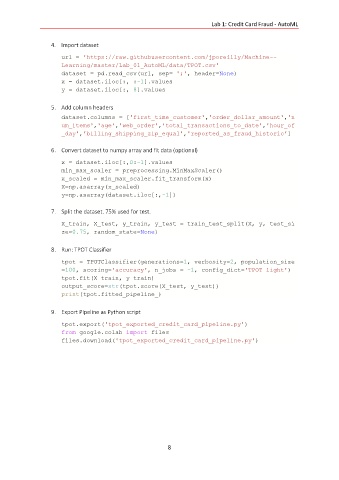 Lab 1: Credit Card Fraud - AutoML
4. Import dataset
url = 'https://raw.githubusercontent.com/jporeilly/Machine--
Learning/master/lab_01_AutoML/data/TPOT.csv'
dataset = pd.read_csv(url, sep= ',', header=None)
x = dataset.iloc[:, :-1].values
y = dataset.iloc[:, 8].values
5. Add column headers
dataset.columns = ['first_time_customer','order_dollar_amount','n
um_items','age','web_order','total_transactions_to_date','hour_of
_day','billing_shipping_zip_equal','reported_as_fraud_historic']
6. Convert dataset to numpy array and fit data (optional)
x = dataset.iloc[:,0:-1].values
min_max_scaler = preprocessing.MinMaxScaler()
x_scaled = min_max_scaler.fit_transform(x)
X=np.asarray(x_scaled)
y=np.asarray(dataset.iloc[:,-1])
7. Split the dataset. 75% used for test.
X_train, X_test, y_train, y_test = train_test_split(X, y, test_si
ze=0.75, random_state=None)
8. Run: TPOT Classifier
tpot = TPOTClassifier(generations=1, verbosity=2, population_size
=100, scoring='accuracy', n_jobs = -1, config_dict='TPOT light')
tpot.fit(X_train, y_train)
output_score=str(tpot.score(X_test, y_test))
print(tpot.fitted_pipeline_)
9. Export Pipeline as Python script
tpot.export('tpot_exported_credit_card_pipeline.py')
from google.colab import files
files.download('tpot_exported_credit_card_pipeline.py')
8